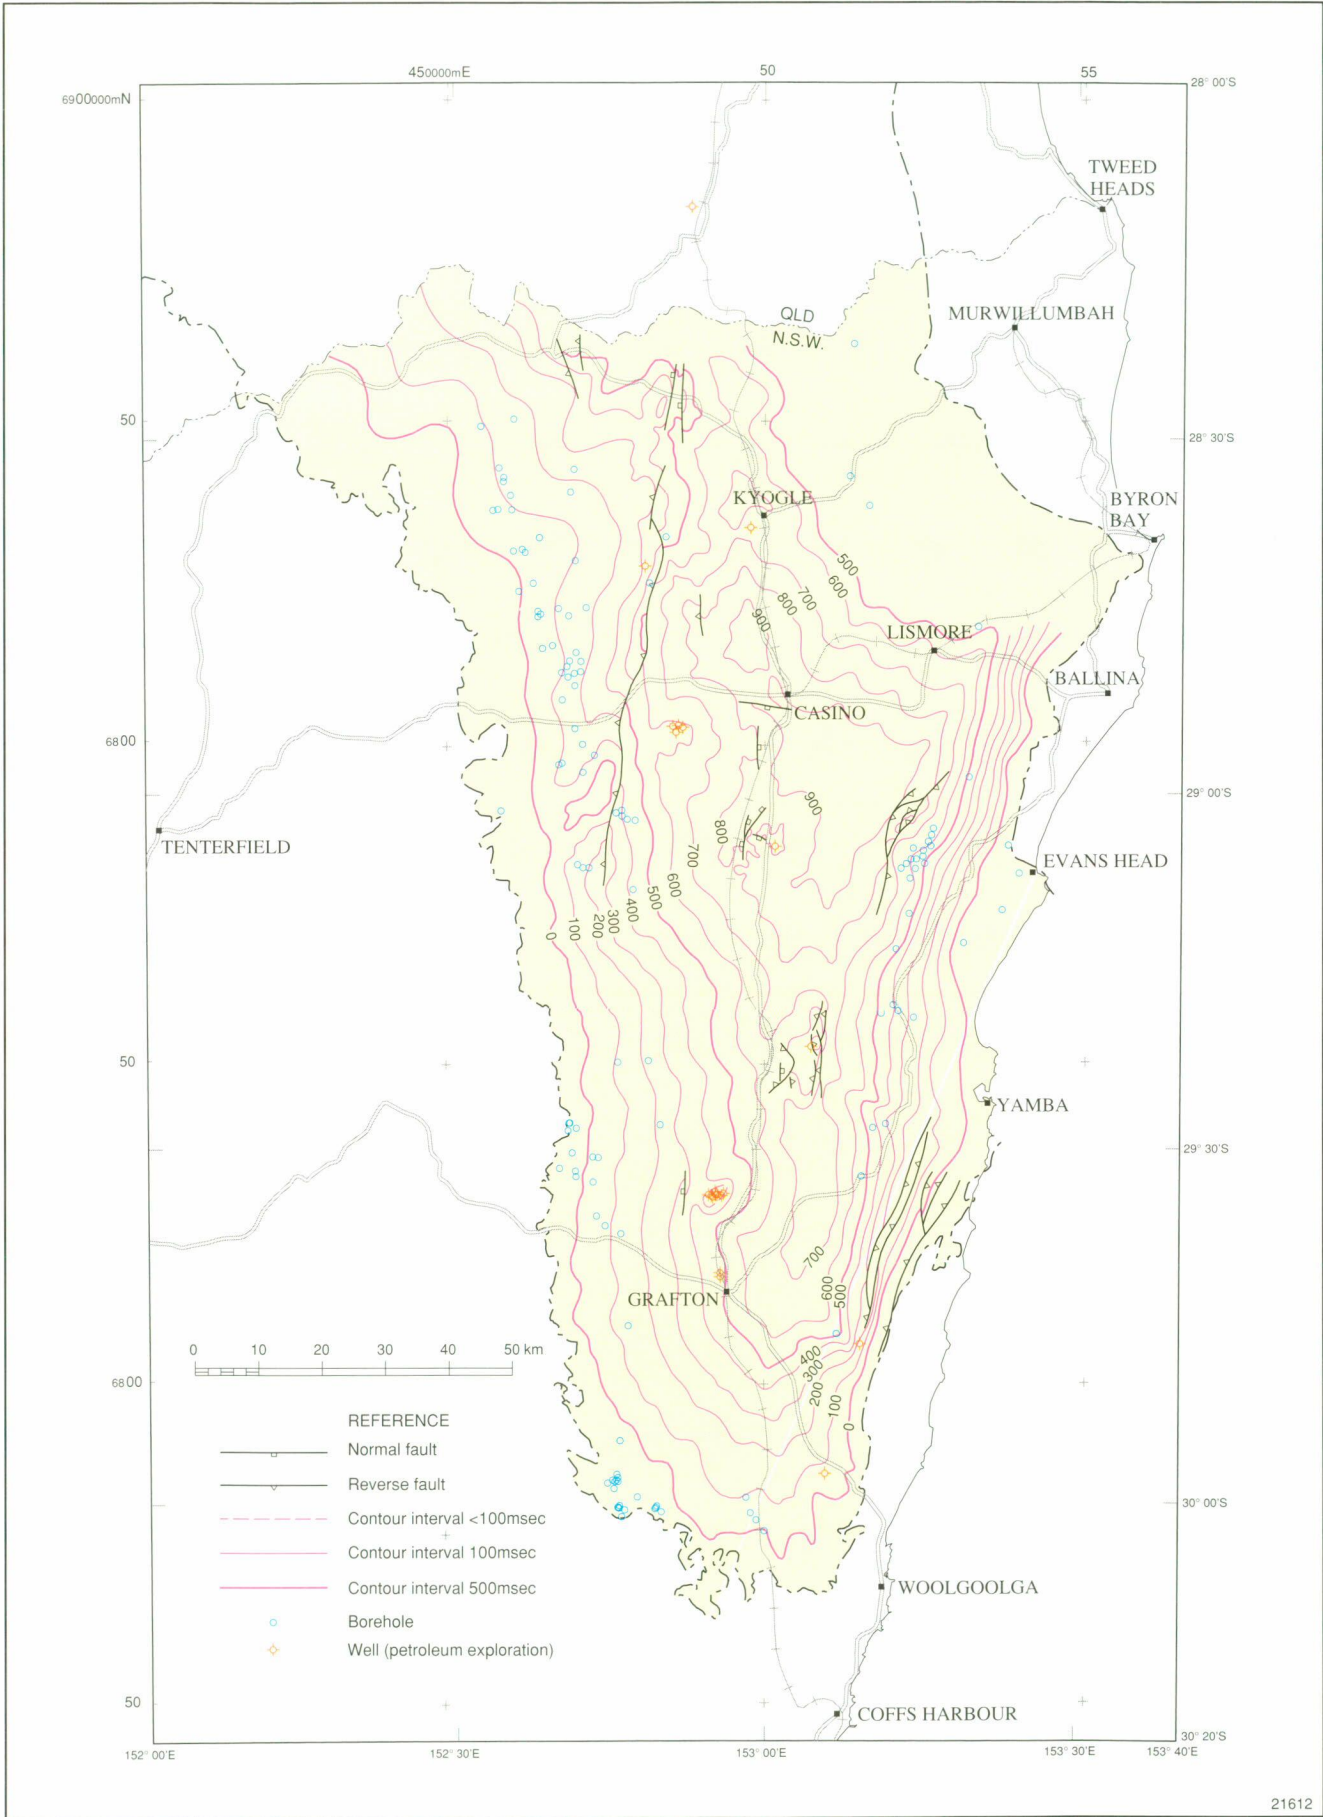 450000mE
50
55
6900000mN
28° 00'S
TWEED
HEADS
QLD
N.S.W.
MURWILLUMBAH
50
28° 30'S
KYOGLE
BYRON
BAY
500
600
700
800
900
LISMORE
BALLINA
CASINO
6800
29° 00'S
900
800
TENTERFIELD
700
EVANS HEAD
600
500
400
300
200
100
0
50
YAMBA
29° 30'S
700
600
500
GRAFTON
0 10 20 30 40 50 km
400
300
200
100
0
6800
REFERENCE
Normal fault
Reverse fault
30° 00'S
Contour interval <100msec
Contour interval 100msec
Contour interval 500msec
WOOLGOOLGA
Borehole
Well (petroleum exploration)
50
COFFS HARBOUR
30° 20'S
152° 00'E
152° 30'E
153° 00'E
153° 30'E
153° 40'E
21612